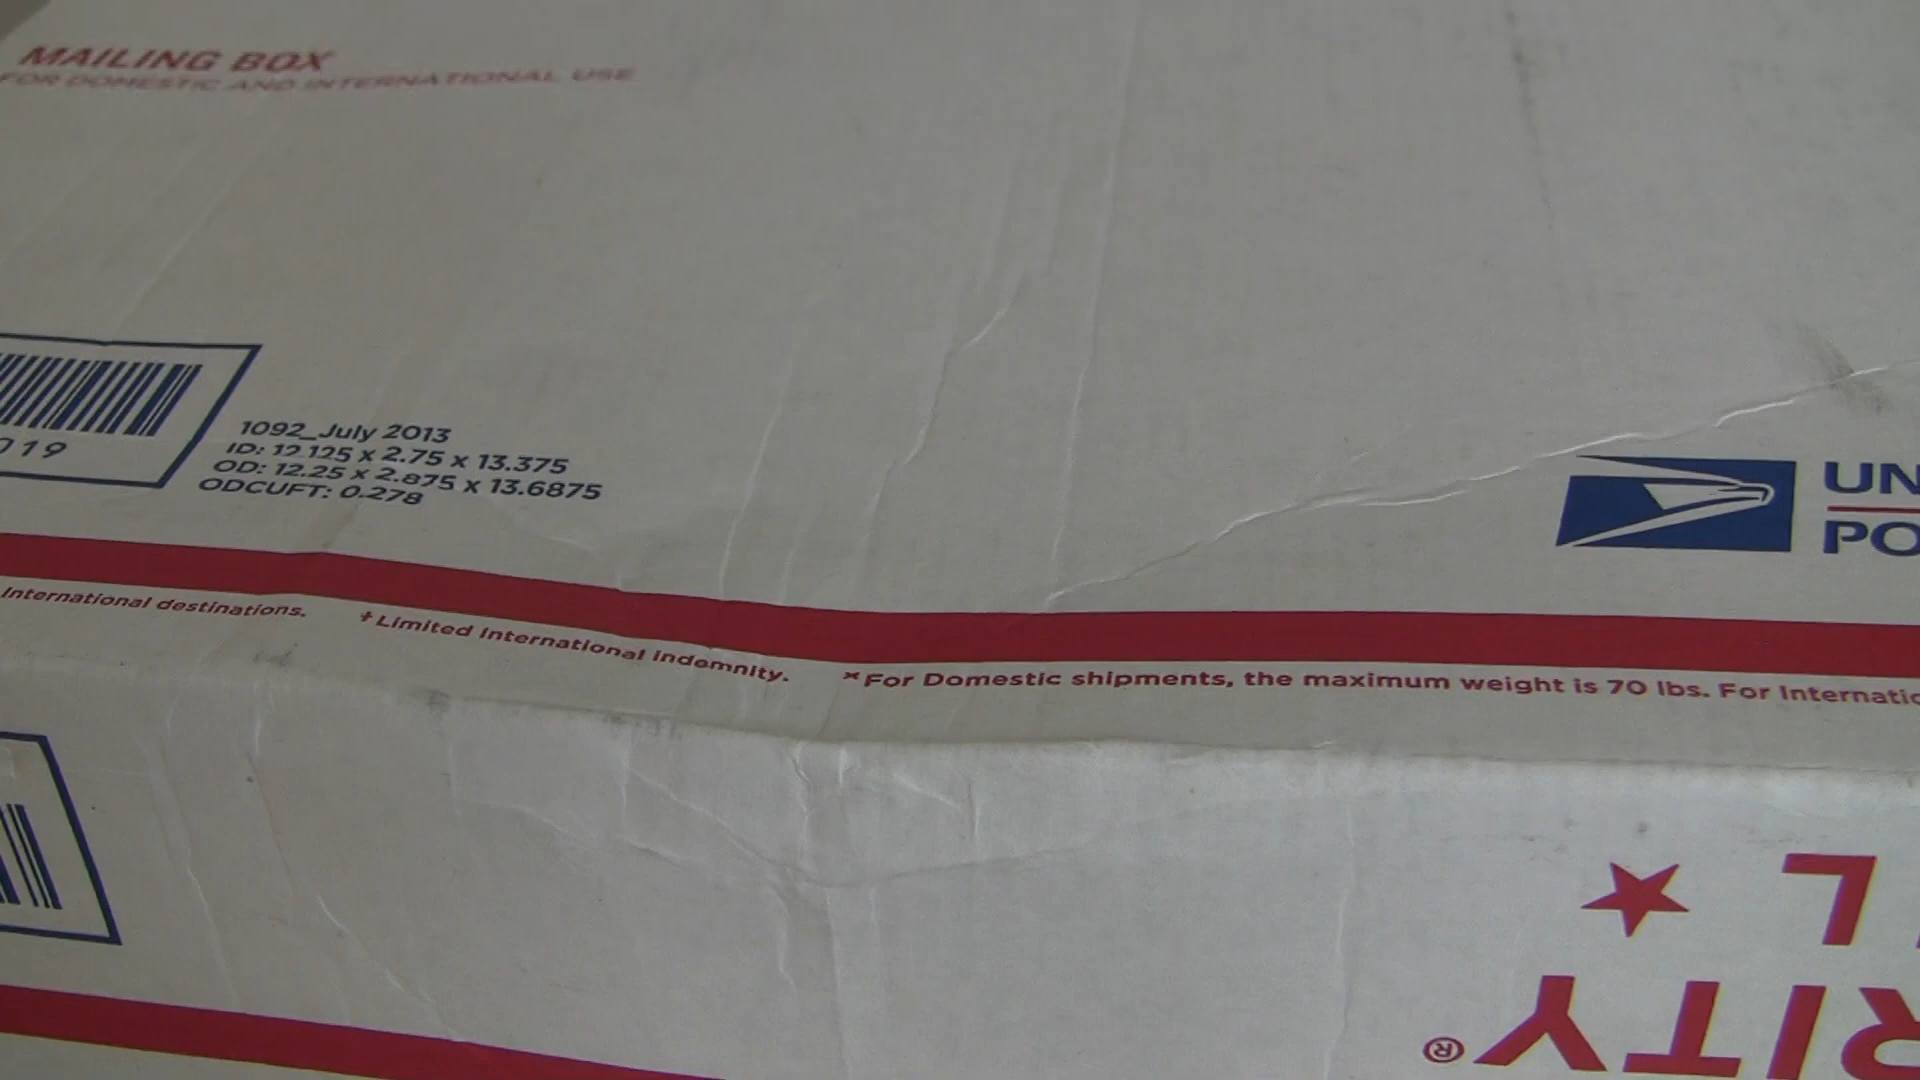 MAILING BOX
FOR DOMESTIC AND INTERNATIONAL USE
019
1092_July 2013
ID: 12.125 x 2.75 x 13.375
OD: 12.25 x 2.875 x 13.6875
ODCUFT: 0.278
UN
PO
International destinations. †Limited International indemnity. *For Domestic shipments, the maximum weight is 70 lbs. For Internatio
L
RITY®